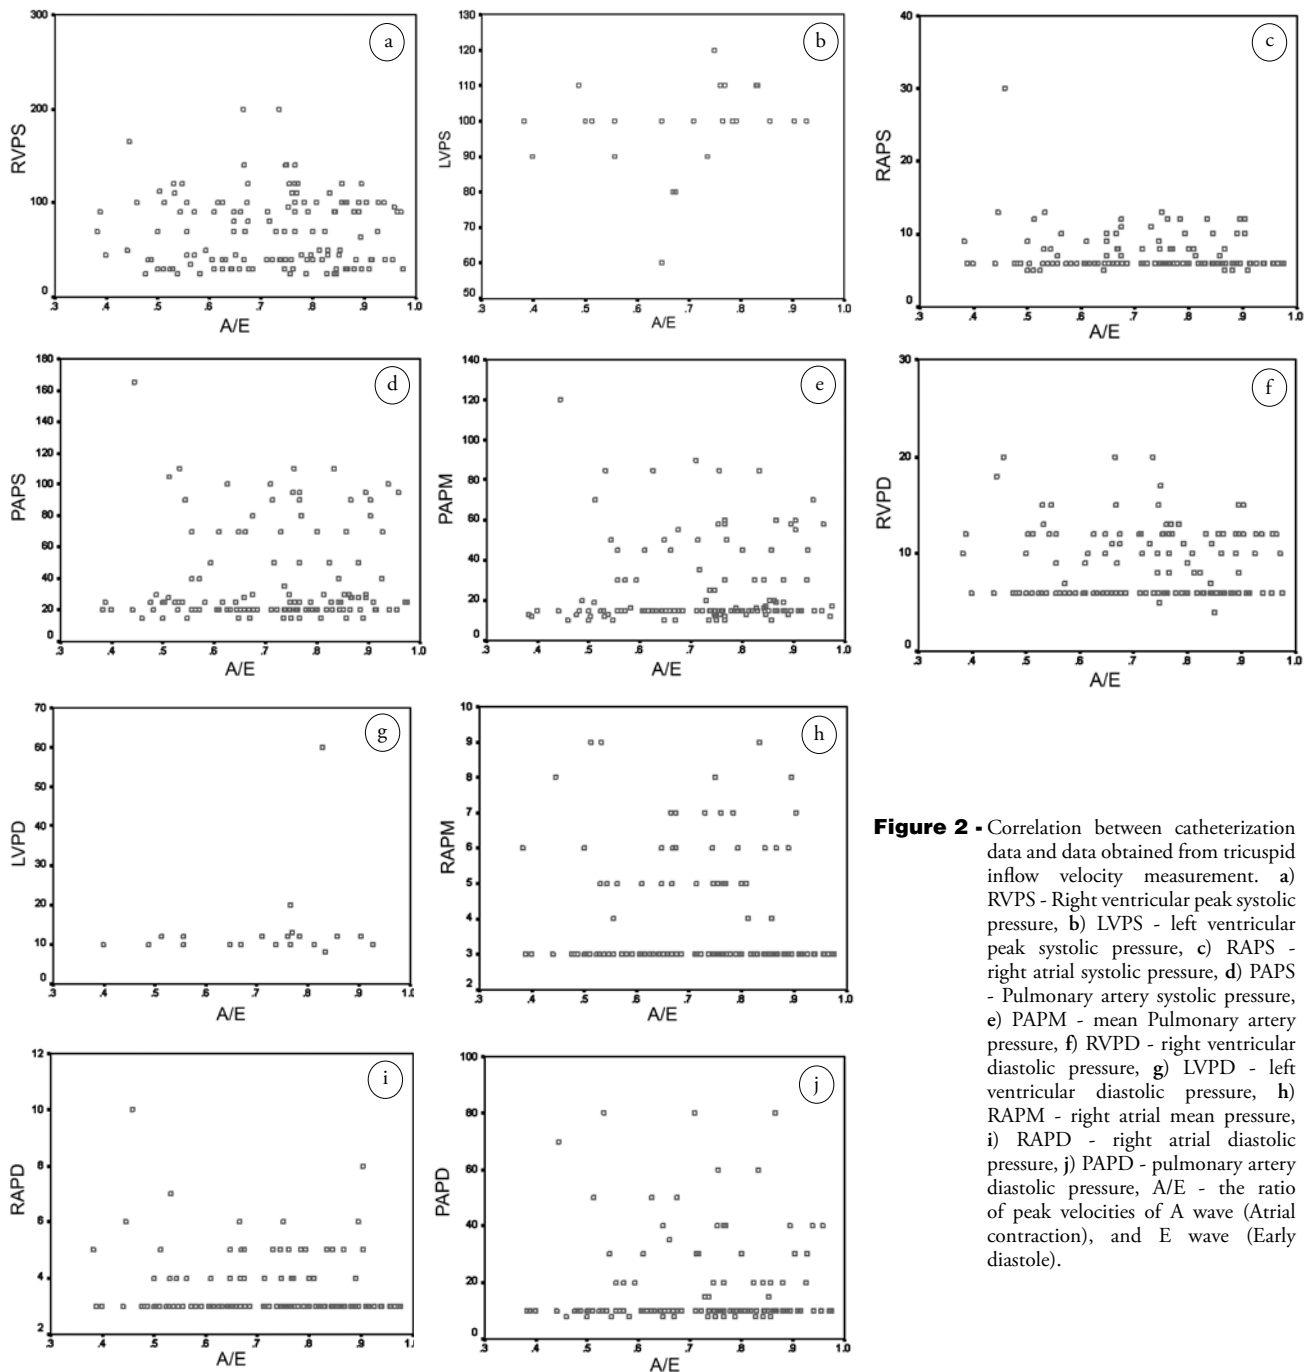 a
300
200
100
0
RVPS
.3 .4 .5 .6 .7 .8 .9 1.0
A/E
b
130
120
110
100
90
80
70
60
50
LVPS
.3 .4 .5 .6 .7 .8 .9 1.0
A/E
c
40
30
20
10
0
RAPS
.3 .4 .5 .6 .7 .8 .9 1.0
A/E
d
180
160
140
120
100
80
60
40
20
0
PAPS
.3 .4 .5 .6 .7 .8 .9 1.0
A/E
e
140
120
100
80
60
40
20
0
PAPM
.3 .4 .5 .6 .7 .8 .9 1.0
A/E
f
30
20
10
0
RVPD
.3 .4 .5 .6 .7 .8 .9 1.0
A/E
g
70
60
50
40
30
20
10
0
LVPD
.3 .4 .5 .6 .7 .8 .9 1.0
A/E
h
10
9
8
7
6
5
4
3
2
RAPM
.3 .4 .5 .6 .7 .8 .9 1.0
A/E
i
12
10
8
6
4
2
RAPD
.3 .4 .5 .6 .7 .8 .9 1.0
A/E
j
100
80
60
40
20
0
PAPD
.3 .4 .5 .6 .7 .8 .9 1.0
A/E
Figure 2 - Correlation between catheterization
data and data obtained from tricuspid
inflow velocity measurement. a)
RVPS - Right ventricular peak systolic
pressure, b) LVPS - left ventricular
peak systolic pressure, c) RAPS -
right atrial systolic pressure, d) PAPS
- Pulmonary artery systolic pressure,
e) PAPM - mean Pulmonary artery
pressure, f) RVPD - right ventricular
diastolic pressure, g) LVPD - left
ventricular diastolic pressure, h)
RAPM - right atrial mean pressure,
i) RAPD - right atrial diastolic
pressure, j) PAPD - pulmonary artery
diastolic pressure, A/E - the ratio
of peak velocities of A wave (Atrial
contraction), and E wave (Early
diastole).